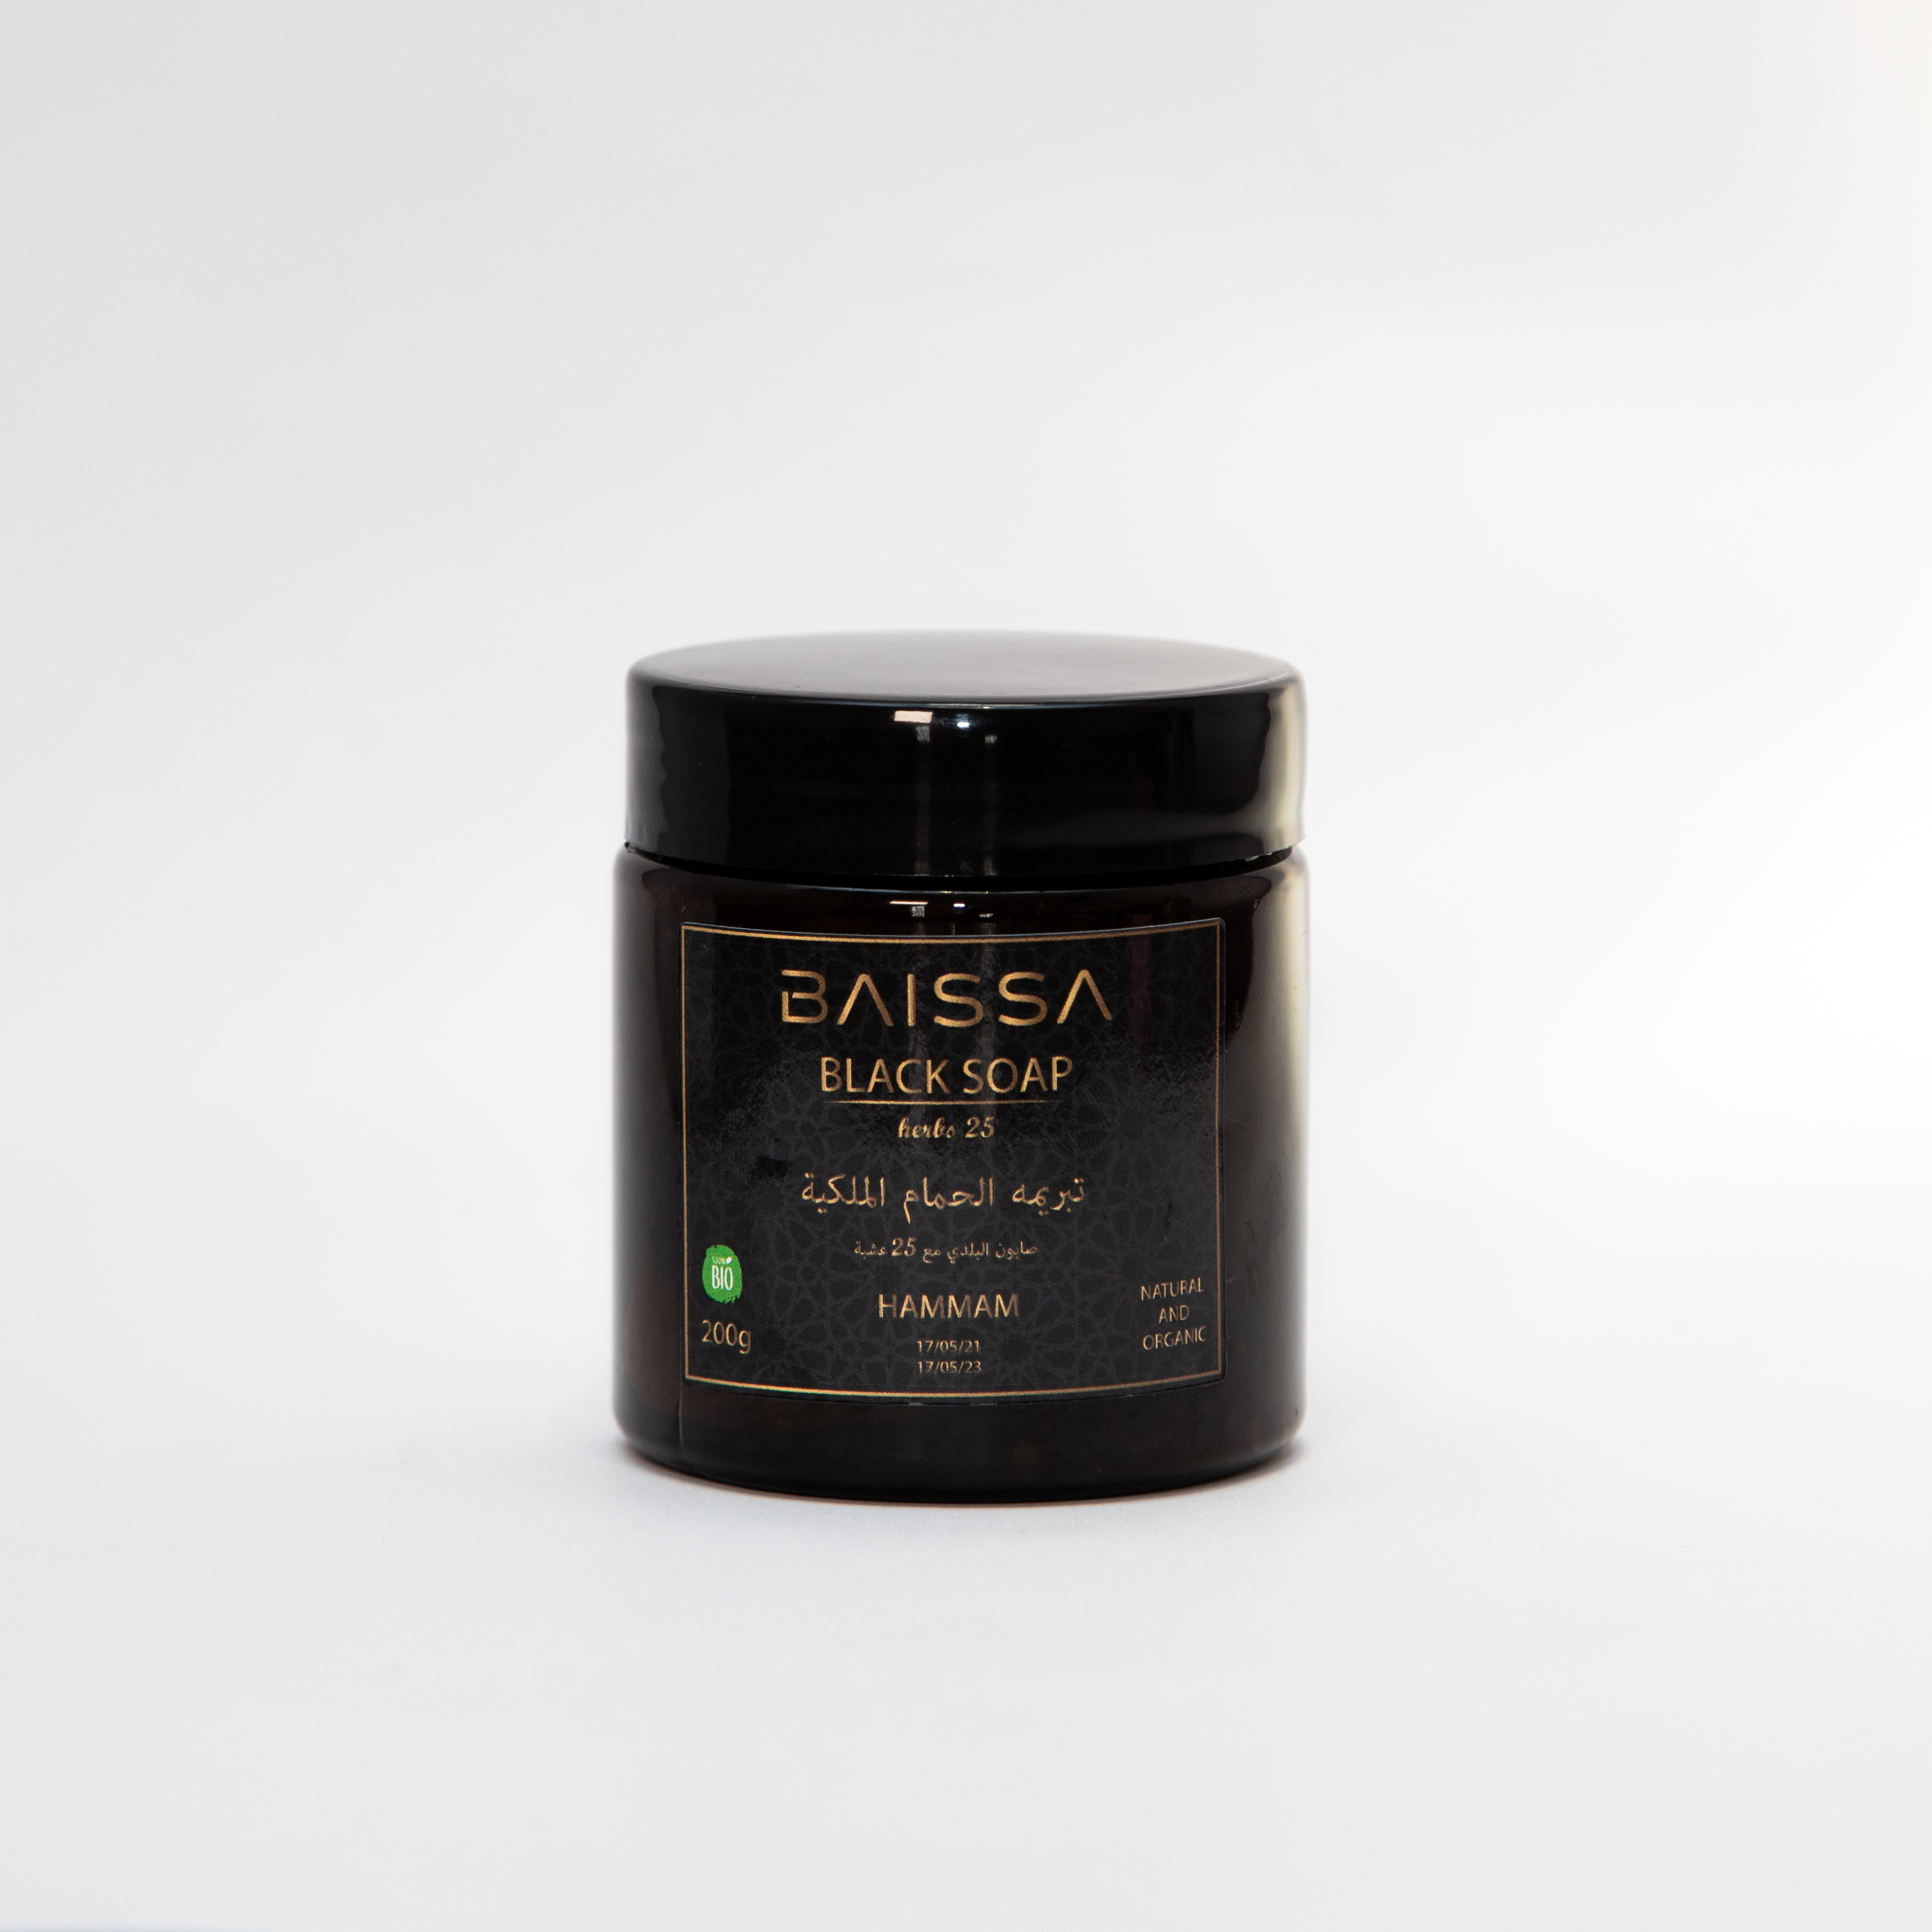 BAISSA
BLACK SOAP
herbs 25
تبريمه الحمام الملكية
صابون البلدي مع 25 عشبة
100%
BIO
HAMMAM
200g
NATURAL
AND
ORGANIC
17/05/21
17/05/23